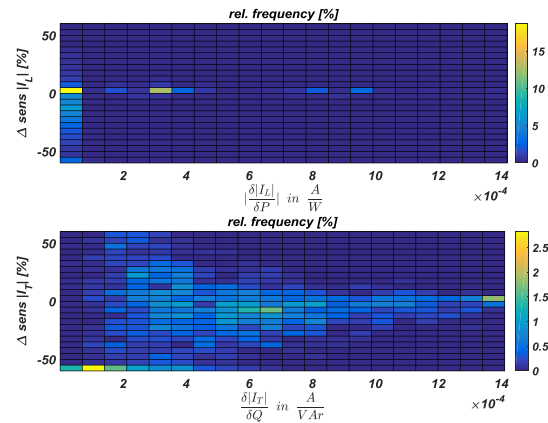 rel. frequency [%]
60
0
-50
Δ sens |I_L| [%]
2 4 6 8 10 12 14
×10^-4
|δ|I_L|/δP| in A/W
15
10
5
0
rel. frequency [%]
50
0
-50
Δ sens |I_T| [%]
2 4 6 8 10 12 14
×10^-4
δ|I_T|/δQ in A/VAr
2.5
2
1.5
1
0.5
0